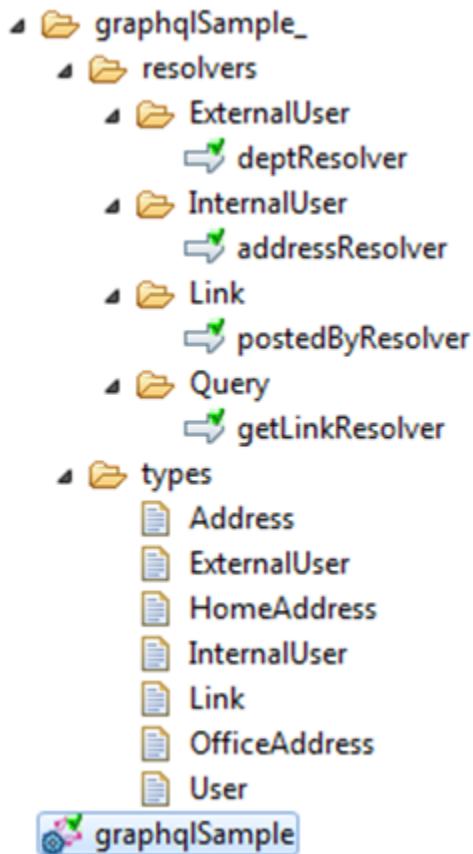 graphqlSample_
resolvers
ExternalUser
deptResolver
InternalUser
addressResolver
Link
postedByResolver
Query
getLinkResolver
types
Address
ExternalUser
HomeAddress
InternalUser
Link
OfficeAddress
User
graphqlSample